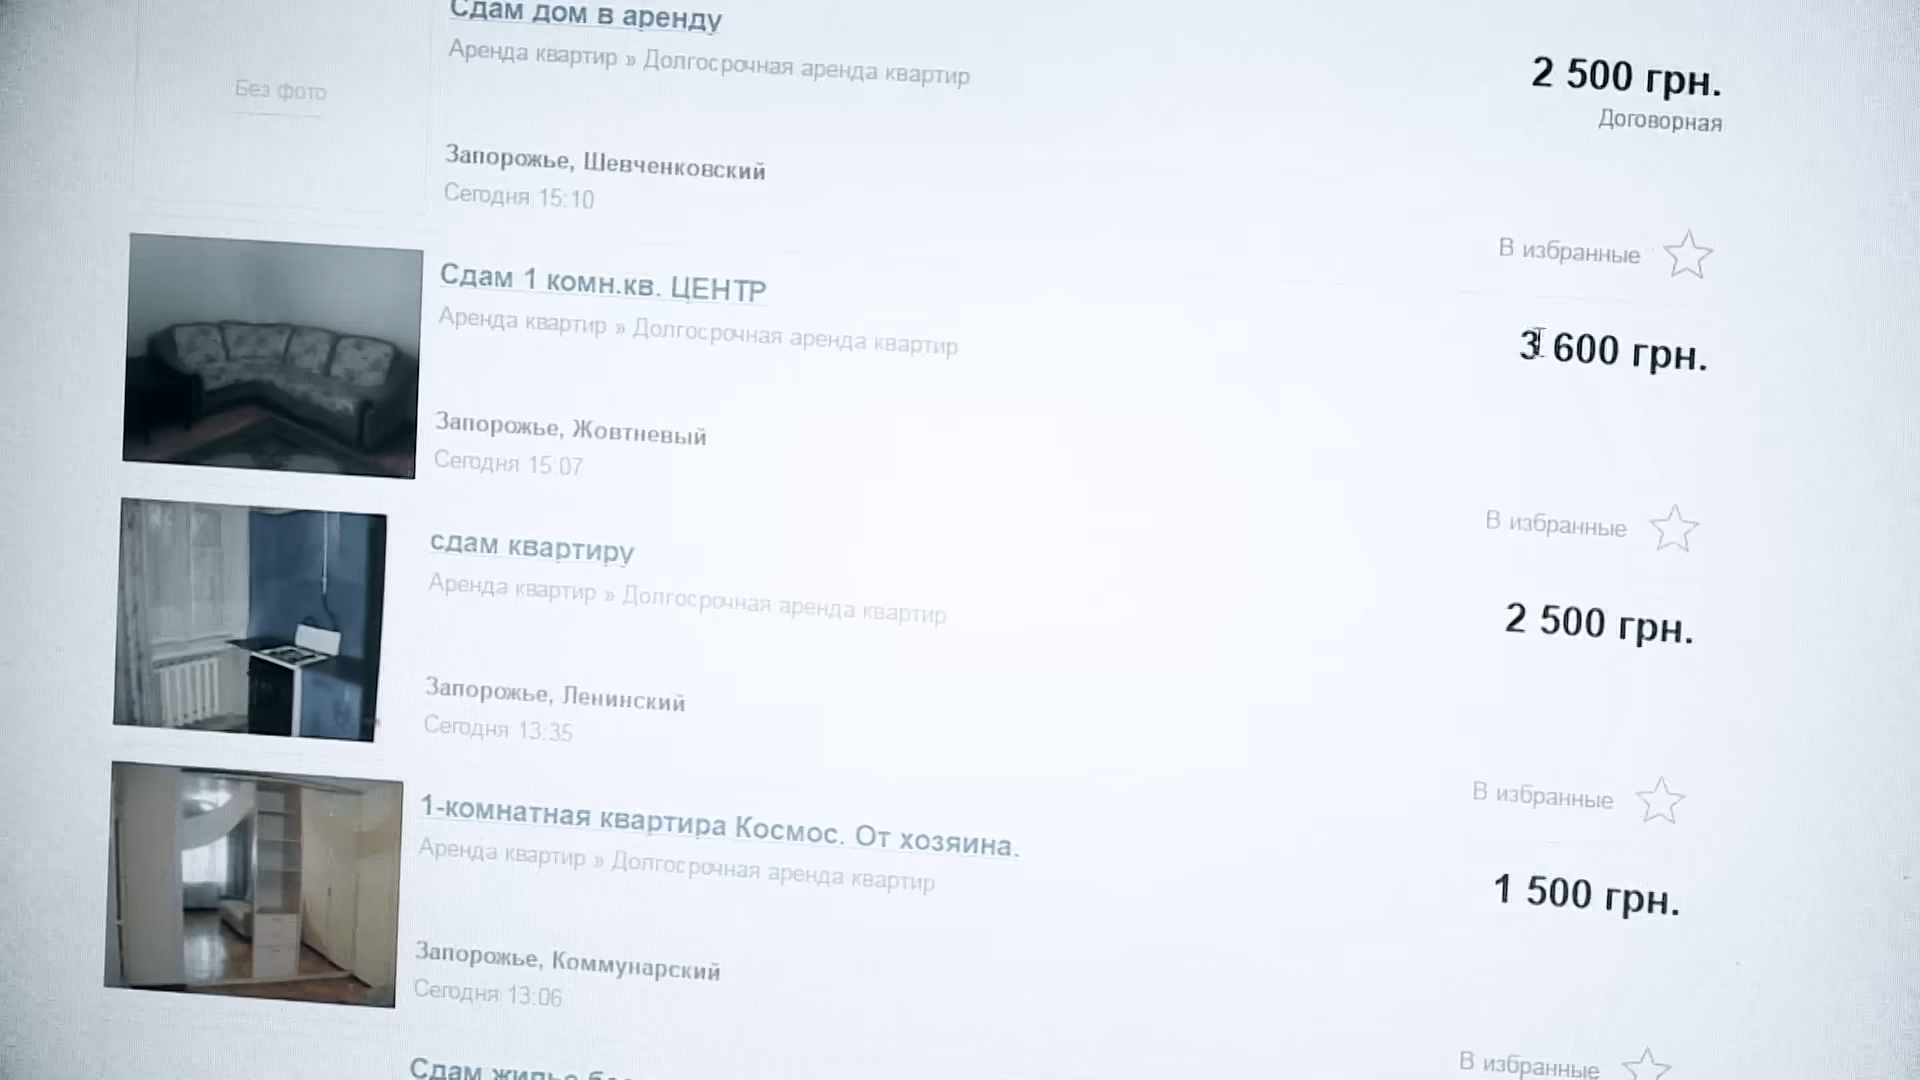 Сдам дом в аренду
Аренда квартир » Долгосрочная аренда квартир
2 500 грн.
Договорная
Без фото
Запорожье, Шевченковский
Сегодня 15:10
В избранные
Сдам 1 комн.кв. ЦЕНТР
Аренда квартир » Долгосрочная аренда квартир
3 600 грн.
Запорожье, Жовтневый
Сегодня 15:07
В избранные
сдам квартиру
Аренда квартир » Долгосрочная аренда квартир
2 500 грн.
Запорожье, Ленинский
Сегодня 13:35
В избранные
1-комнатная квартира Космос. От хозяина.
Аренда квартир » Долгосрочная аренда квартир
1 500 грн.
Запорожье, Коммунарский
Сегодня 13:06
В избранные
Сдам жилье